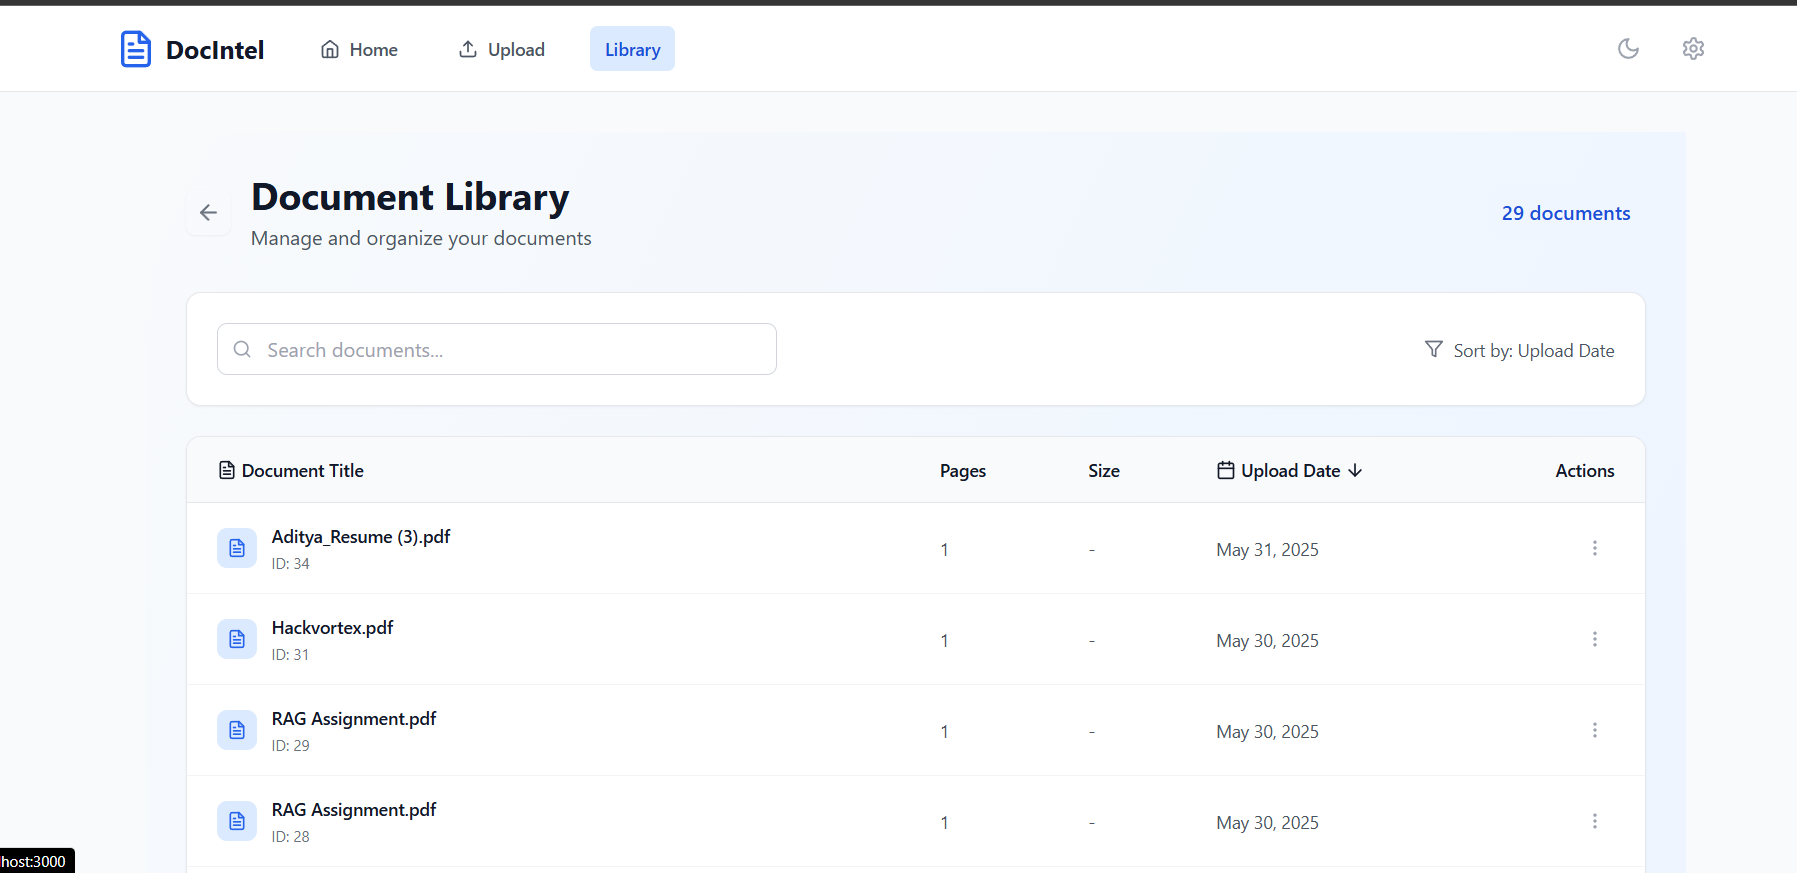 DocIntel
Home
Upload
Library
Document Library
Manage and organize your documents
29 documents
Search documents...
Sort by: Upload Date
Document Title Pages Size Upload Date Actions
Aditya_Resume (3).pdf
ID: 34
1 - May 31, 2025
Hackvortex.pdf
ID: 31
1 - May 30, 2025
RAG Assignment.pdf
ID: 29
1 - May 30, 2025
RAG Assignment.pdf
ID: 28
1 - May 30, 2025
host:3000